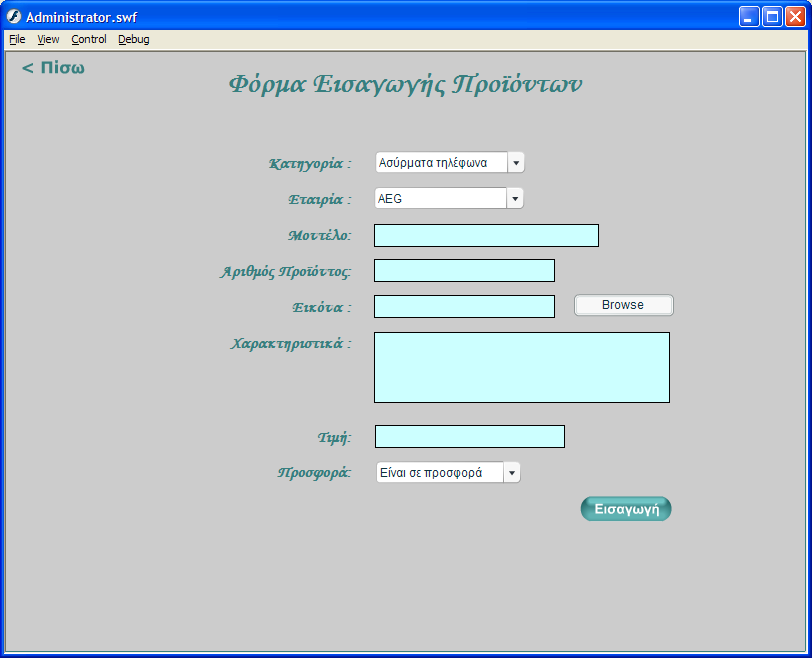 Administrator.swf
File View Control Debug
< Πίσω
Φόρμα Εισαγωγής Προϊόντων
Κατηγορία : Ασύρματα τηλέφωνα
Εταιρία : AEG
Μοντέλο:
Αριθμός Προϊόντος:
Εικόνα : Browse
Χαρακτηριστικά :
Τιμή:
Προσφορά: Είναι σε προσφορά
Εισαγωγή